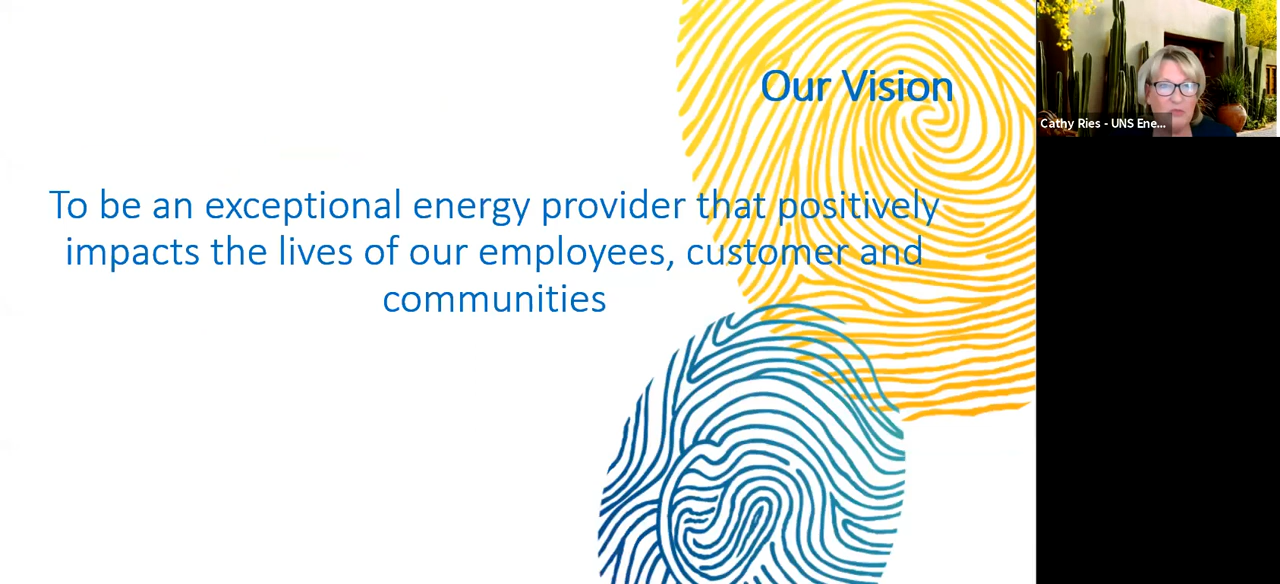 Our Vision
To be an exceptional energy provider that positively
impacts the lives of our employees, customer and
communities
Cathy Ries - UNS Ene...